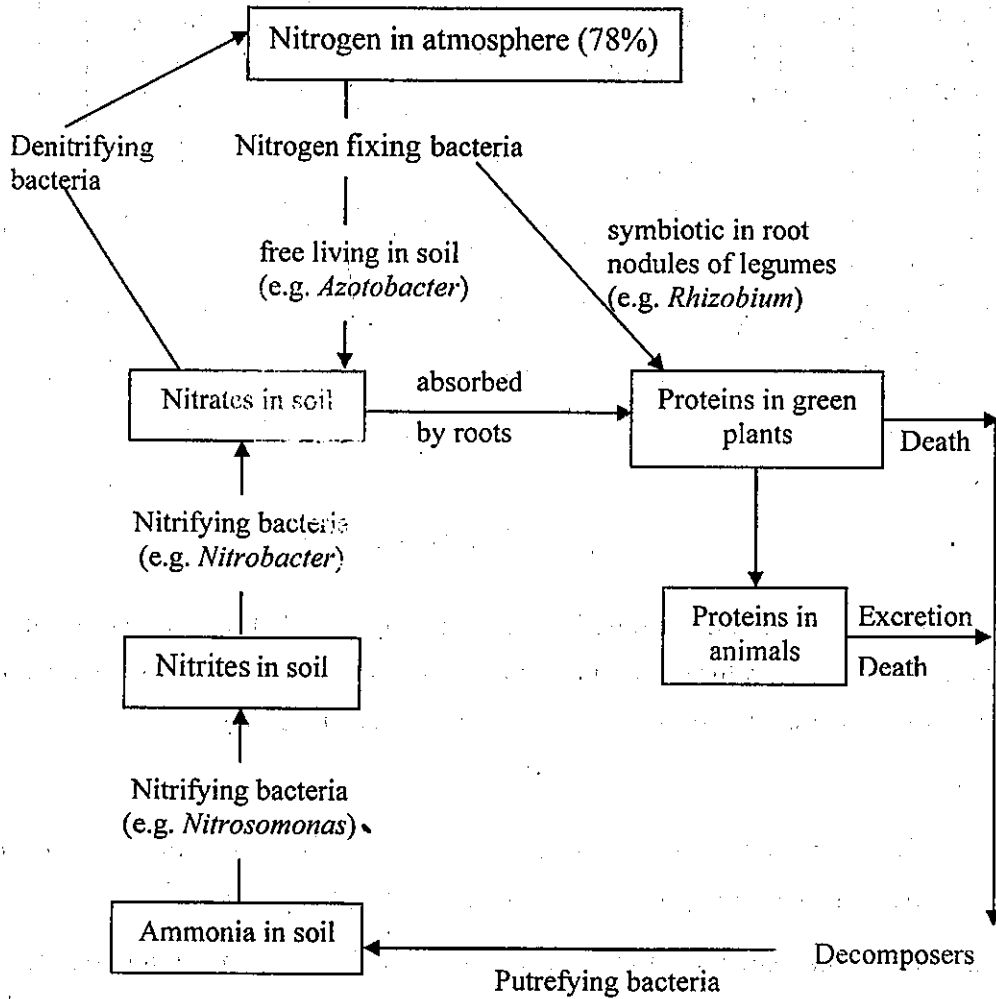 Nitrogen in atmosphere (78%)
Denitrifying
bacteria
Nitrogen fixing bacteria
free living in soil
(e.g. Azotobacter)
symbiotic in root
nodules of legumes
(e.g. Rhizobium)
Nitrates in soil
absorbed
by roots
Proteins in green
plants
Death
Nitrifying bacteria
(e.g. Nitrobacter)
Proteins in
animals
Excretion
Death
Nitrites in soil
Nitrifying bacteria
(e.g. Nitrosomonas)
Ammonia in soil
Putrefying bacteria
Decomposers